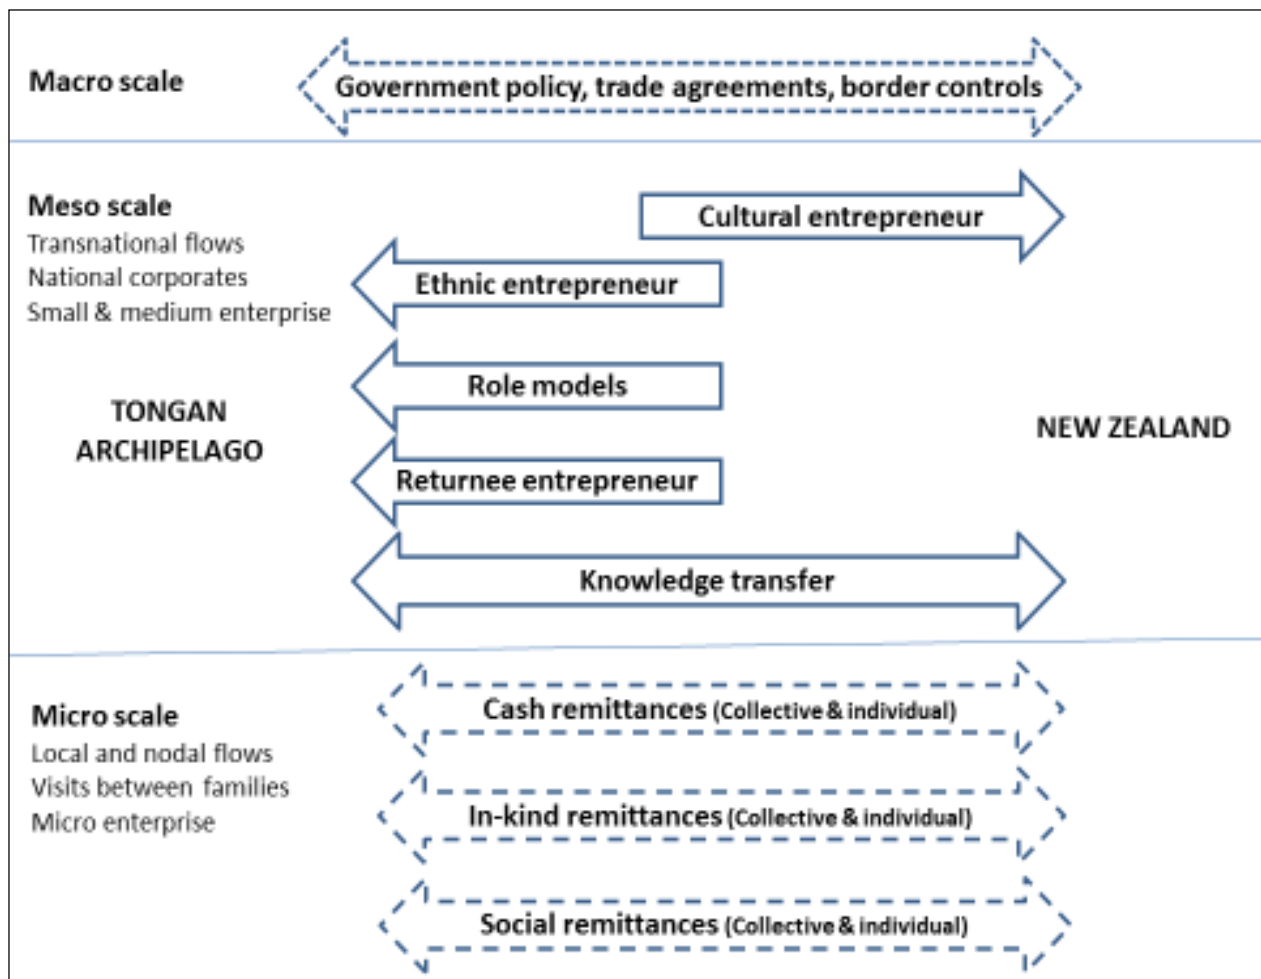 Macro scale
Government policy, trade agreements, border controls
Meso scale
Transnational flows
National corporates
Small & medium enterprise
Cultural entrepreneur
Ethnic entrepreneur
Role models
TONGAN
ARCHIPELAGO
NEW ZEALAND
Returnee entrepreneur
Knowledge transfer
Micro scale
Local and nodal flows
Visits between families
Micro enterprise
Cash remittances (Collective & individual)
In-kind remittances (Collective & individual)
Social remittances (Collective & individual)